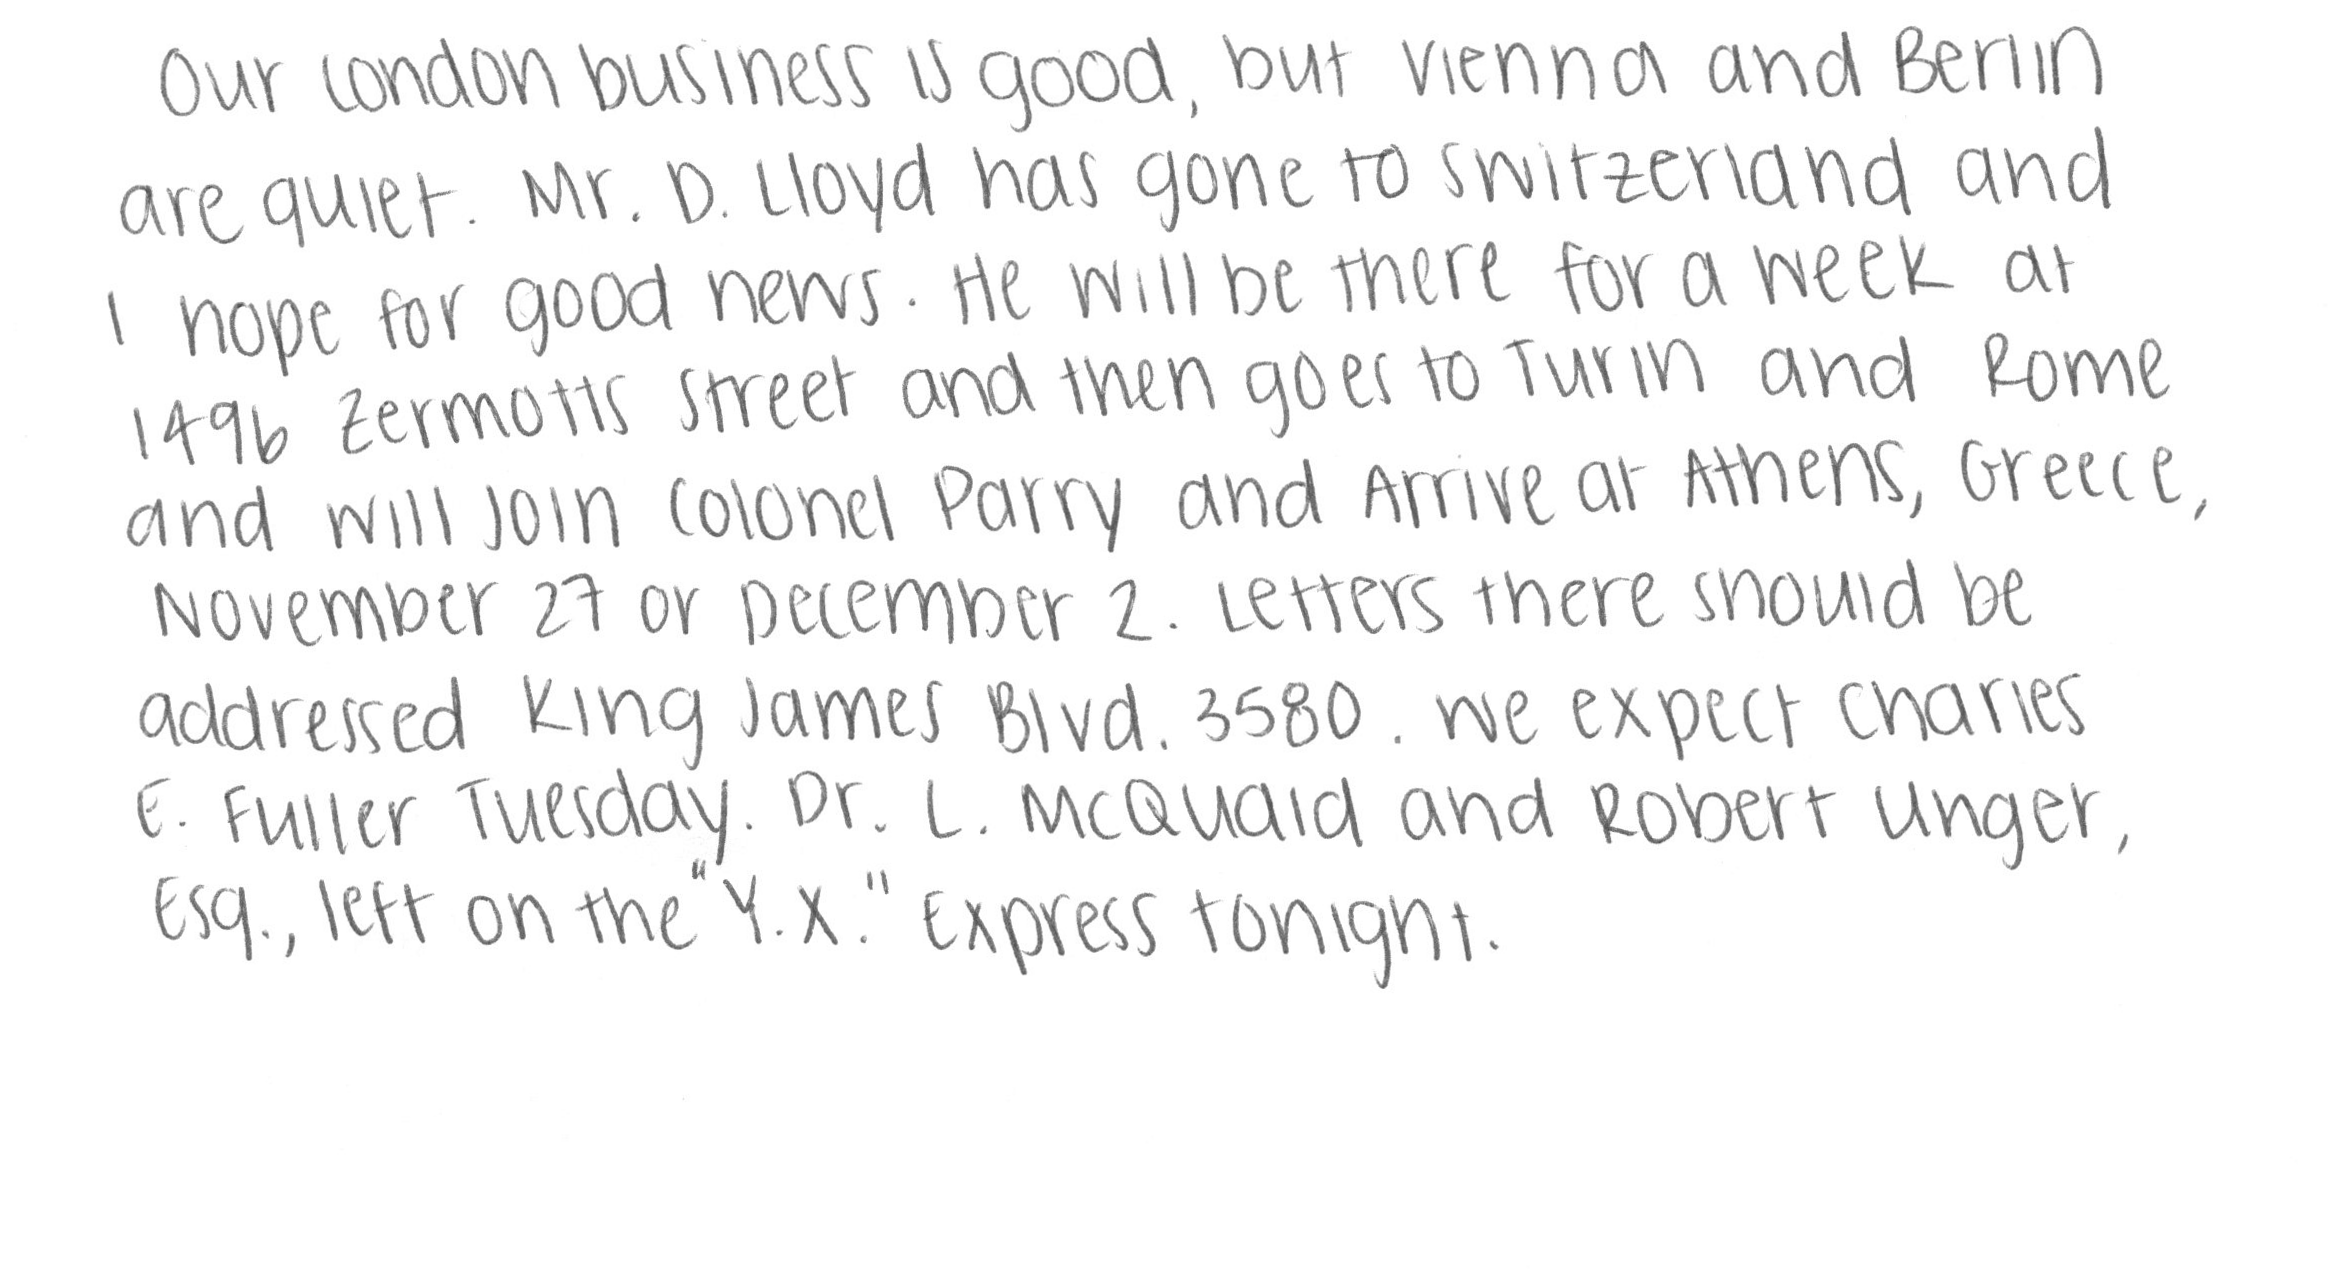 Our London business is good, but Vienna and Berlin
are quiet. Mr. D. Lloyd has gone to Switzerland and
I hope for good news. He will be there for a week at
1496 Zermotts Street and then goes to Turin and Rome
and will join Colonel Parry and Arrive at Athens, Greece,
November 27 or December 2. Letters there should be
addressed King James Blvd. 3580. We expect Charles
E. Fuller Tuesday. Dr. L. McQuaid and Robert Unger,
Esq., left on the "Y.X." Express tonight.